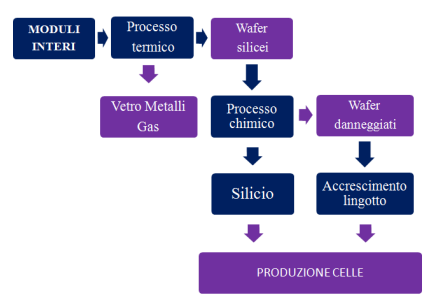 MODULI
INTERI
Processo
termico
Wafer
silicei
Vetro Metalli
Gas
Processo
chimico
Wafer
danneggiati
Silicio
Accrescimento
lingotto
PRODUZIONE CELLE